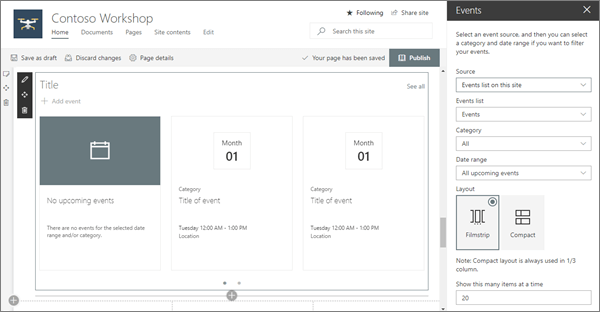 Contoso Workshop
Following
Share site
Home
Documents
Pages
Site contents
Edit
Search this site
Save as draft
Discard changes
Page details
Your page has been saved
Publish
Title
See all
Add event
No upcoming events
There are no events for the selected
date range and/or category.
Month
01
Category
Title of event
Tuesday 12:00 AM - 1:00 PM
Location
Month
01
Category
Title of event
Tuesday 12:00 AM - 1:00 PM
Location
Events
Select an event source, and then you can select
a category and date range if you want to filter
your events.
Source
Events list on this site
Events list
Events
Category
All
Date range
All upcoming events
Layout
Filmstrip
Compact
Note: Compact layout is always used in 1/3
column.
Show this many items at a time
20